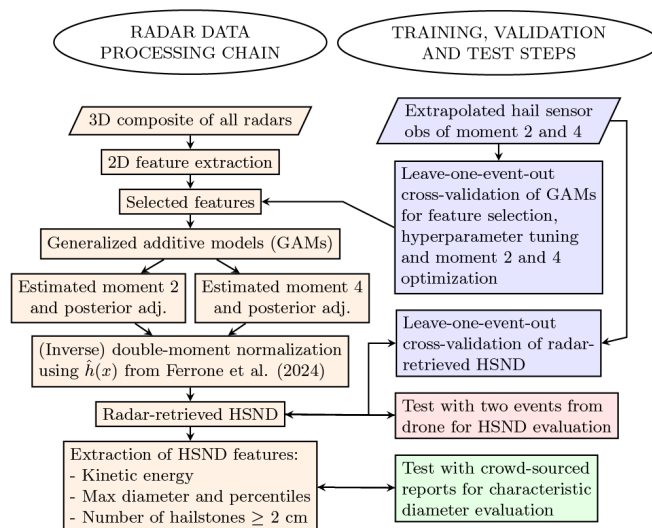 RADAR DATA
PROCESSING CHAIN
TRAINING, VALIDATION
AND TEST STEPS
3D composite of all radars
2D feature extraction
Selected features
Generalized additive models (GAMs)
Estimated moment 2
and posterior adj.
Estimated moment 4
and posterior adj.
(Inverse) double-moment normalization
using ĥ(x) from Ferrone et al. (2024)
Radar-retrieved HSND
Extraction of HSND features:
- Kinetic energy
- Max diameter and percentiles
- Number of hailstones ≥ 2 cm
Extrapolated hail sensor
obs of moment 2 and 4
Leave-one-event-out
cross-validation of GAMs
for feature selection,
hyperparameter tuning
and moment 2 and 4
optimization
Leave-one-event-out
cross-validation of radar-
retrieved HSND
Test with two events from
drone for HSND evaluation
Test with crowd-sourced
reports for characteristic
diameter evaluation